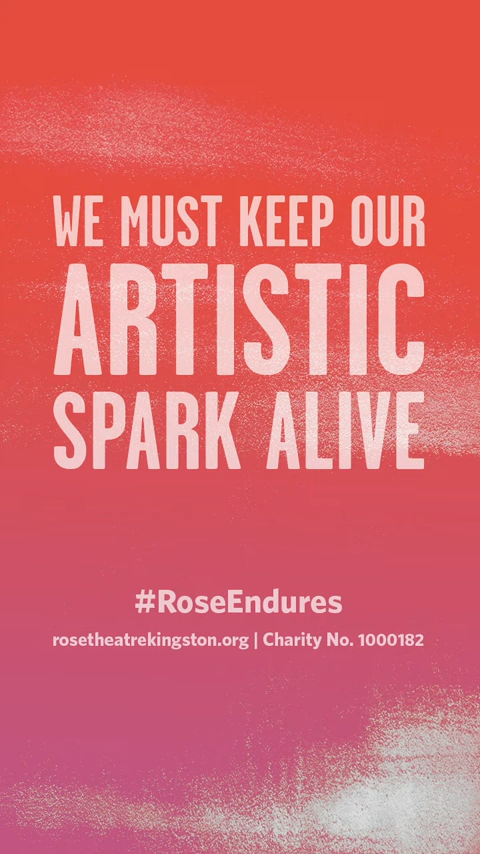 WE MUST KEEP OUR
ARTISTIC
SPARK ALIVE
#RoseEndures
rosetheatrekingston.org | Charity No. 1000182